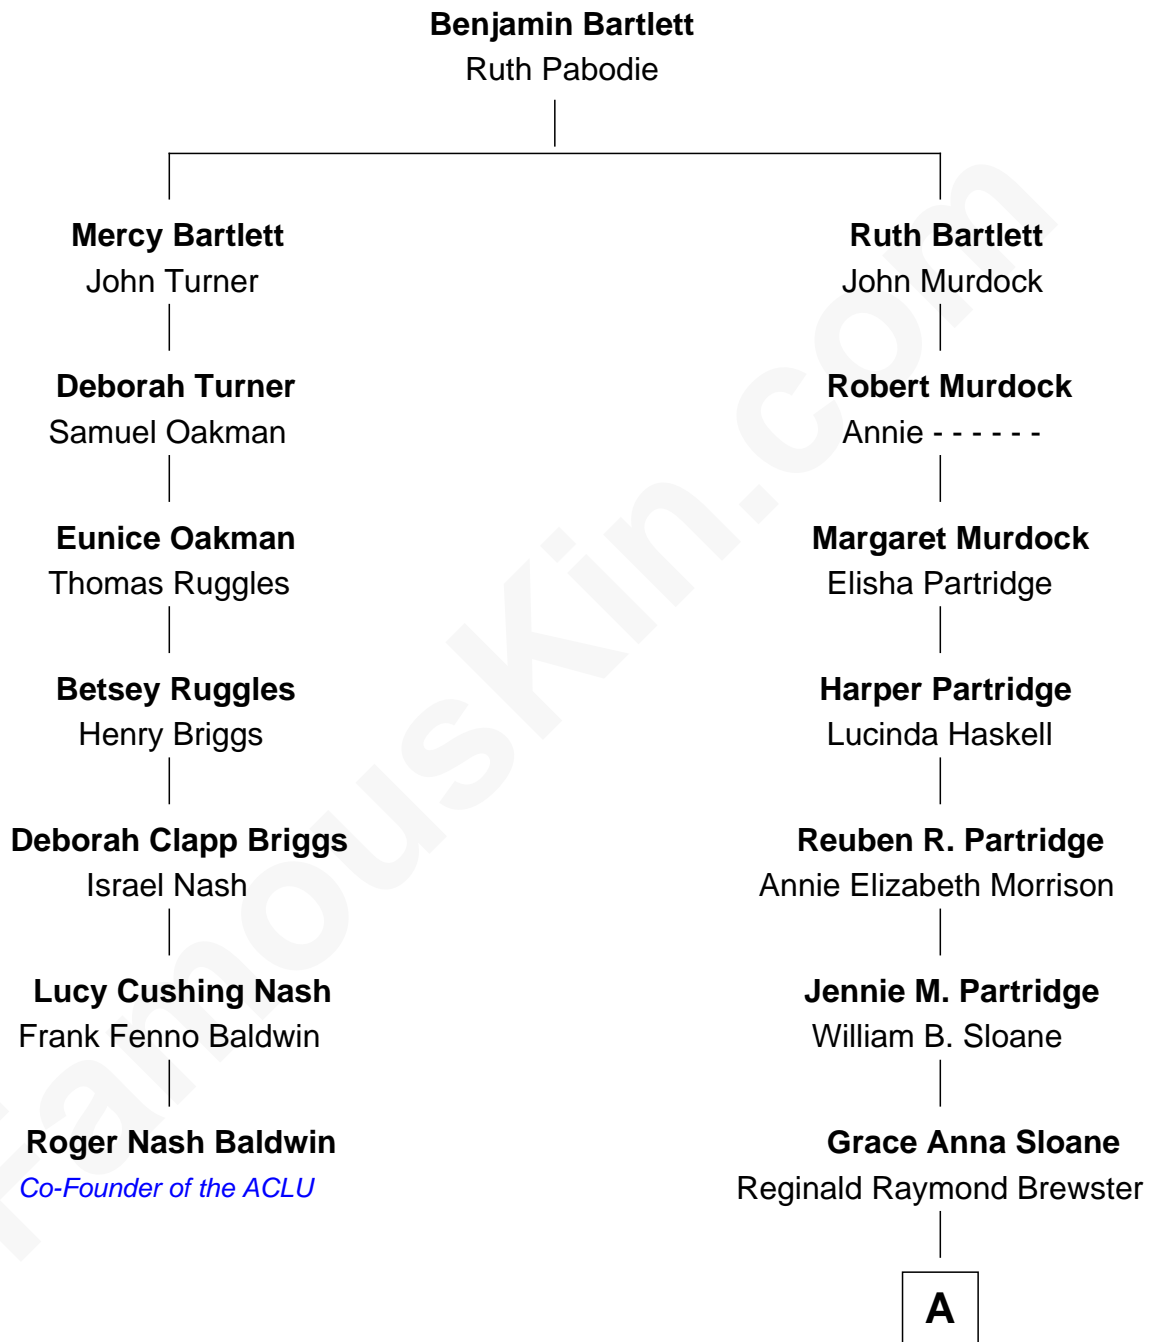 Benjamin Bartlett
Ruth Pabodie
Mercy Bartlett
John Turner
Ruth Bartlett
John Murdock
Deborah Turner
Samuel Oakman
Robert Murdock
Annie - - - - - -
Eunice Oakman
Thomas Ruggles
Margaret Murdock
Elisha Partridge
Betsey Ruggles
Henry Briggs
Harper Partridge
Lucinda Haskell
Deborah Clapp Briggs
Israel Nash
Reuben R. Partridge
Annie Elizabeth Morrison
Lucy Cushing Nash
Frank Fenno Baldwin
Jennie M. Partridge
William B. Sloane
Roger Nash Baldwin
Co-Founder of the ACLU
Grace Anna Sloane
Reginald Raymond Brewster
A
FamousKin.com